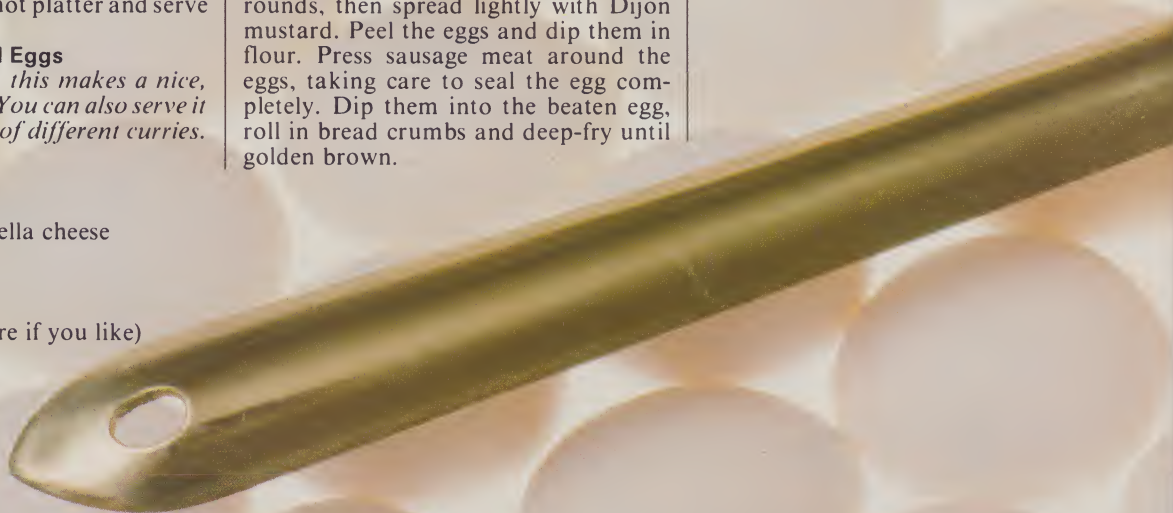 not platter and serve
Eggs
this makes a nice,
You can also serve it
of different curries.
ella cheese
re if you like)
rounds, then spread lightly with Dijon
mustard. Peel the eggs and dip them in
flour. Press sausage meat around the
eggs, taking care to seal the egg com-
pletely. Dip them into the beaten egg,
roll in bread crumbs and deep-fry until
golden brown.